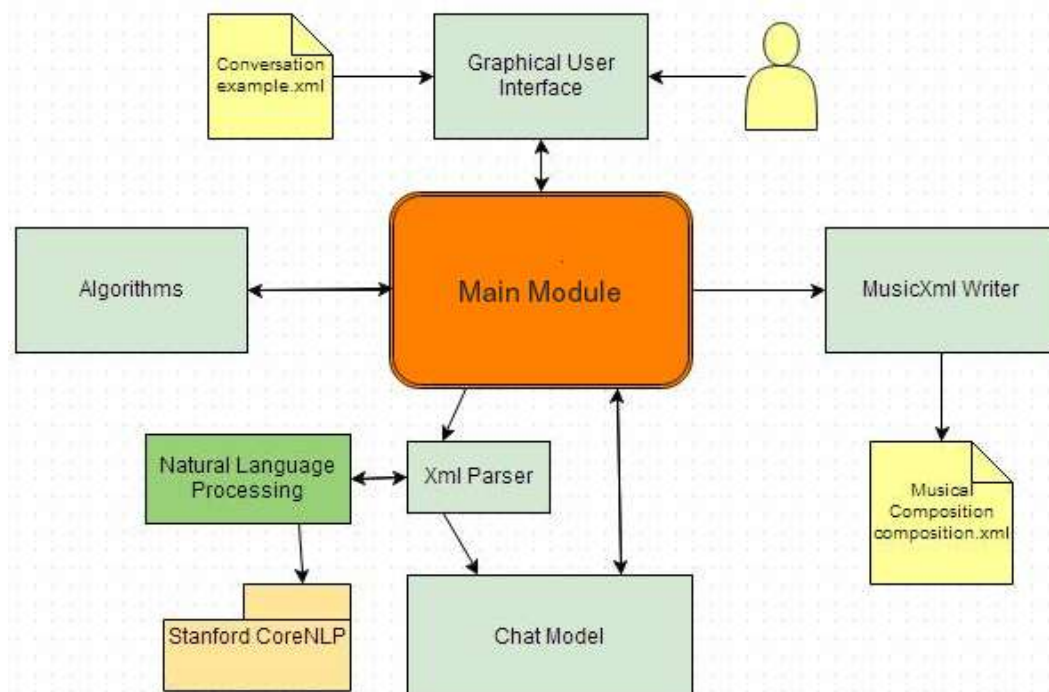 Conversation
example.xml
Graphical User
Interface
Algorithms
Main Module
MusicXml Writer
Natural Language
Processing
Xml Parser
Musical
Composition
composition.xml
Stanford CoreNLP
Chat Model